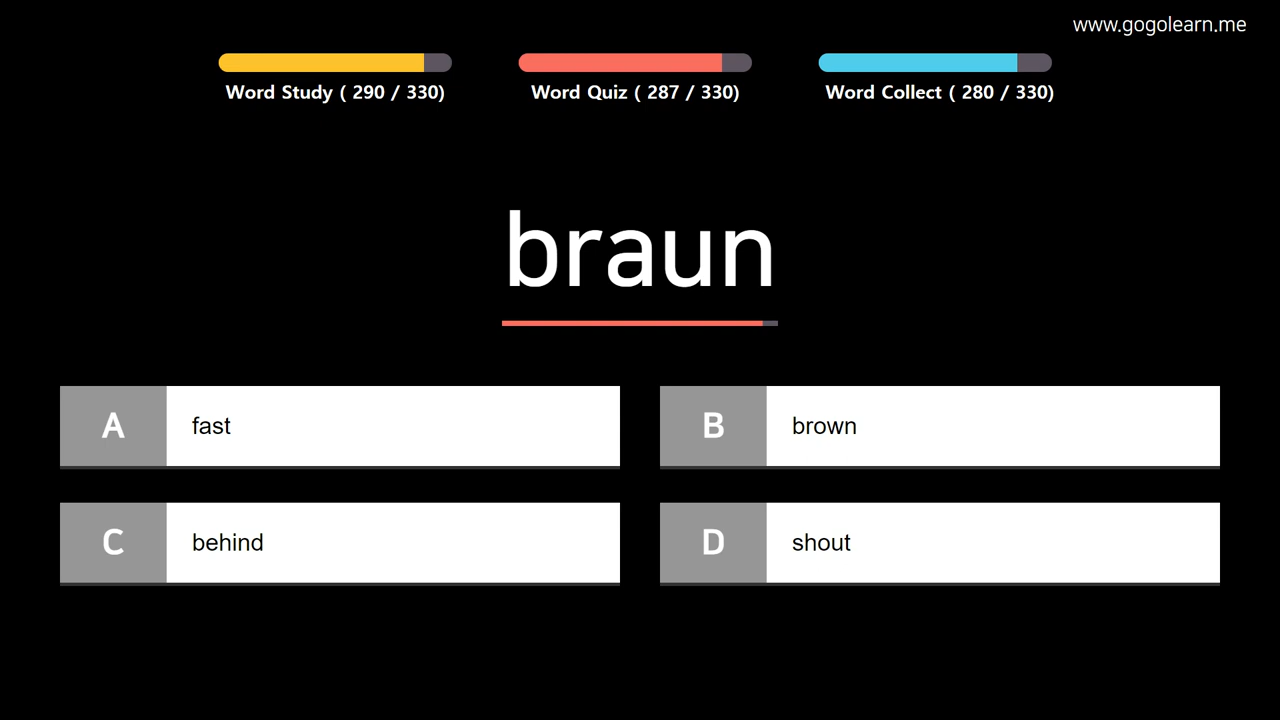 www.gogolearn.me
Word Study ( 290 / 330)
Word Quiz ( 287 / 330)
Word Collect ( 280 / 330)
braun
A fast
B brown
C behind
D shout